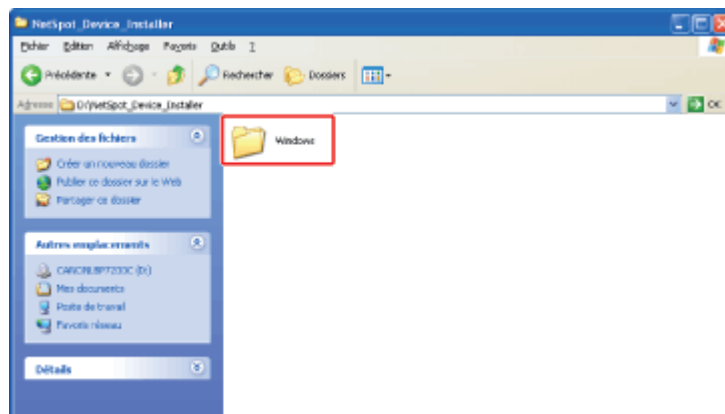 NetSpot_Device_Installer
Fichier Edition Affichage Favoris Outils ?
Précédente Rechercher Dossiers
Adresse D:\NetSpot_Device_Installer OK
Gestion des fichiers
Créer un nouveau dossier
Publier ce dossier sur le Web
Partager ce dossier
Windows
Autres emplacements
CANONLBP7200C (D:)
Mes documents
Poste de travail
Favoris réseau
Détails